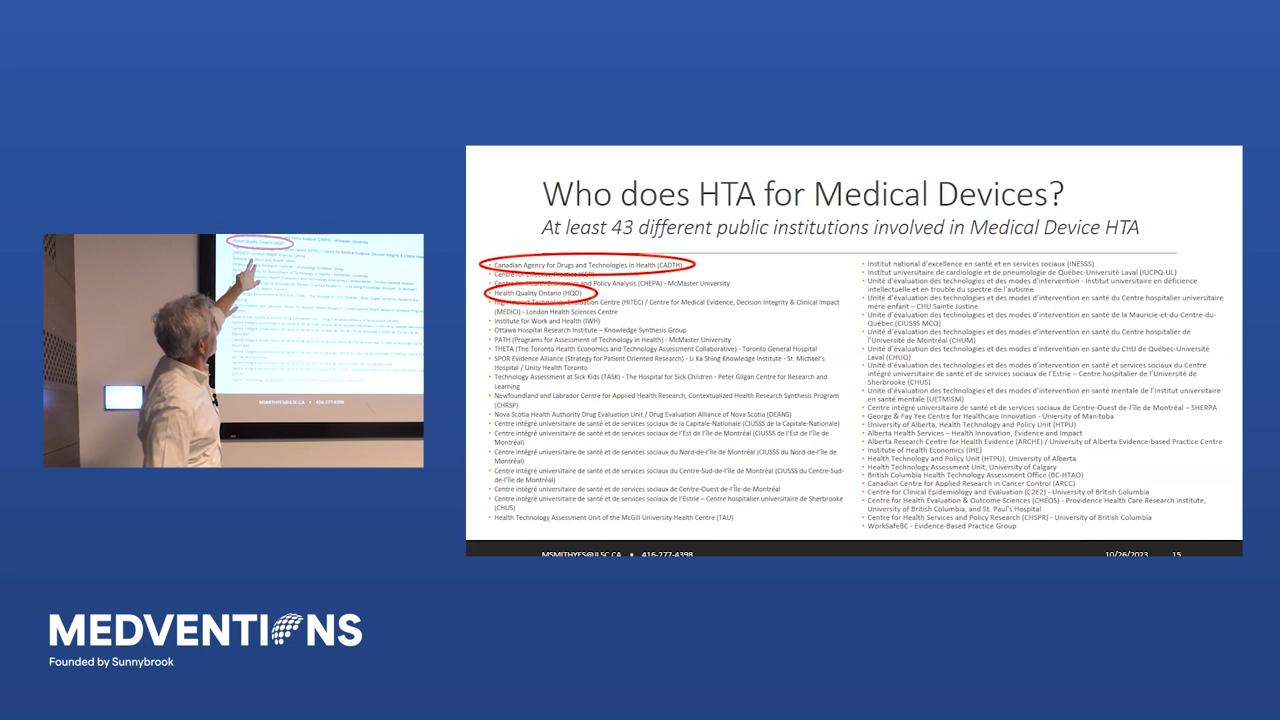 Who does HTA for Medical Devices?
At least 43 different public institutions involved in Medical Device HTA
Canadian Agency for Drugs and Technologies in Health (CADTH)
Centre for Effective Practice (CEP)
Centre for Health Economics and Policy Analysis (CHEPA) - McMaster University
Health Quality Ontario (HQO)
High Impact Technology Evaluation Centre (HiTEC) / Centre for Medical Evidence, Decision Integrity & Clinical Impact
(MEDICI) - London Health Sciences Centre
Institute for Work and Health (IWH)
Ottawa Hospital Research Institute – Knowledge Synthesis Group
PATH (Programs for Assessment of Technology in Health) - McMaster University
THETA (The Toronto Health Economics and Technology Assessment Collaborative) - Toronto General Hospital
SPOR Evidence Alliance (Strategy for Patient Oriented Research) - Li Ka Shing Knowledge Institute - St. Michael's
Hospital / Unity Health Toronto
Technology Assessment at Sick Kids (TASK) - The Hospital for Sick Children - Peter Gilgan Centre for Research and
Learning
Newfoundland and Labrador Centre for Applied Health Research, Contextualized Health Research Synthesis Program
(CHRSP)
Nova Scotia Health Authority Drug Evaluation Unit / Drug Evaluation Alliance of Nova Scotia (DEANS)
Centre intégré universitaire de santé et de services sociaux de la Capitale-Nationale (CIUSSS de la Capitale-Nationale)
Centre intégré universitaire de santé et de services sociaux de l'Est de l'Île de Montréal (CIUSSS de l'Est de l'Île de
Montréal)
Centre intégré universitaire de santé et de services sociaux du Nord-de-l'Île de Montréal (CIUSSS du Nord-de-l'Île de
Montréal)
Centre intégré universitaire de santé et de services sociaux du Centre-Sud-de-l'Île de Montréal (CIUSSS du Centre-Sud-
de-l'Île de Montréal)
Centre intégré universitaire de santé et de services sociaux de Centre-Ouest de-l'Île-de-Montréal
Centre intégré universitaire de santé et de services sociaux de l'Estrie – Centre hospitalier universitaire de Sherbrooke
(CHUS)
Health Technology Assessment Unit of the McGill University Health Centre (TAU)
Institut national d'excellence en santé et en services sociaux (INESSS)
Institut universitaire de cardiologie et de pneumologie de Québec-Université Laval (UICPQ-UL)
Unité d'évaluation des technologies et des modes d'intervention - Institut universitaire en déficience
intellectuelle et en trouble du spectre de l'autisme
Unité d'évaluation des technologies et des modes d'intervention en santé du Centre hospitalier universitaire
mère-enfant – CHU Sainte Justine
Unité d'évaluation des technologies et des modes d'intervention en santé de la Mauricie-et-du-Centre-du-
Québec (CIUSSS MCQ)
Unité d'évaluation des technologies et des modes d'intervention en santé du Centre hospitalier de
l'Université de Montréal (CHUM)
Unité d'évaluation des technologies et des modes d'intervention en santé du CHU de Québec-Université
Laval (CHUQ)
Unité d'évaluation des technologies et des modes d'intervention en santé et services sociaux du Centre
intégré universitaire de santé et de services sociaux de l'Estrie – Centre hospitalier de l'Université de
Sherbrooke (CHUS)
Unité d'évaluation des technologies et des modes d'intervention en santé mentale de l'Institut universitaire
en santé mentale (UETMISM)
Centre intégré universitaire de santé et de services sociaux de Centre-Ouest de-l'Île de Montréal – SHERPA
George & Fay Yee Centre for Healthcare Innovation - Uniersity of Manitoba
University of Alberta, Health Technology and Policy Unit (HTPU)
Alberta Health Services – Health Innovation, Evidence and Impact
Alberta Research Centre for Health Evidence (ARCHE) / University of Alberta Evidence-based Practice Centre
Institute of Health Economics (IHE)
Health Technology and Policy Unit (HTPU), University of Alberta
Health Technology Assessment Unit, University of Calgary
British Columbia Health Technology Assessment Office (BC-HTAO)
Canadian Centre for Applied Research in Cancer Control (ARCC)
Centre for Clinical Epidemiology and Evaluation (C2E2) - University of British Columbia
Centre for Health Evaluation & Outcome Sciences (CHÉOS) - Providence Health Care Research Institute,
University of British Columbia, and St. Paul's Hospital
Centre for Health Services and Policy Research (CHSPR) - University of British Columbia
WorkSafeBC - Evidence-Based Practice Group
MSMITHYES@ILSC.CA • 416-277-4398
10/26/2023 15
Health Quality Ontario (HQO)
MSMITHYES@ILSC.CA • 416-277-4398
MEDVENTIONS
Founded by Sunnybrook